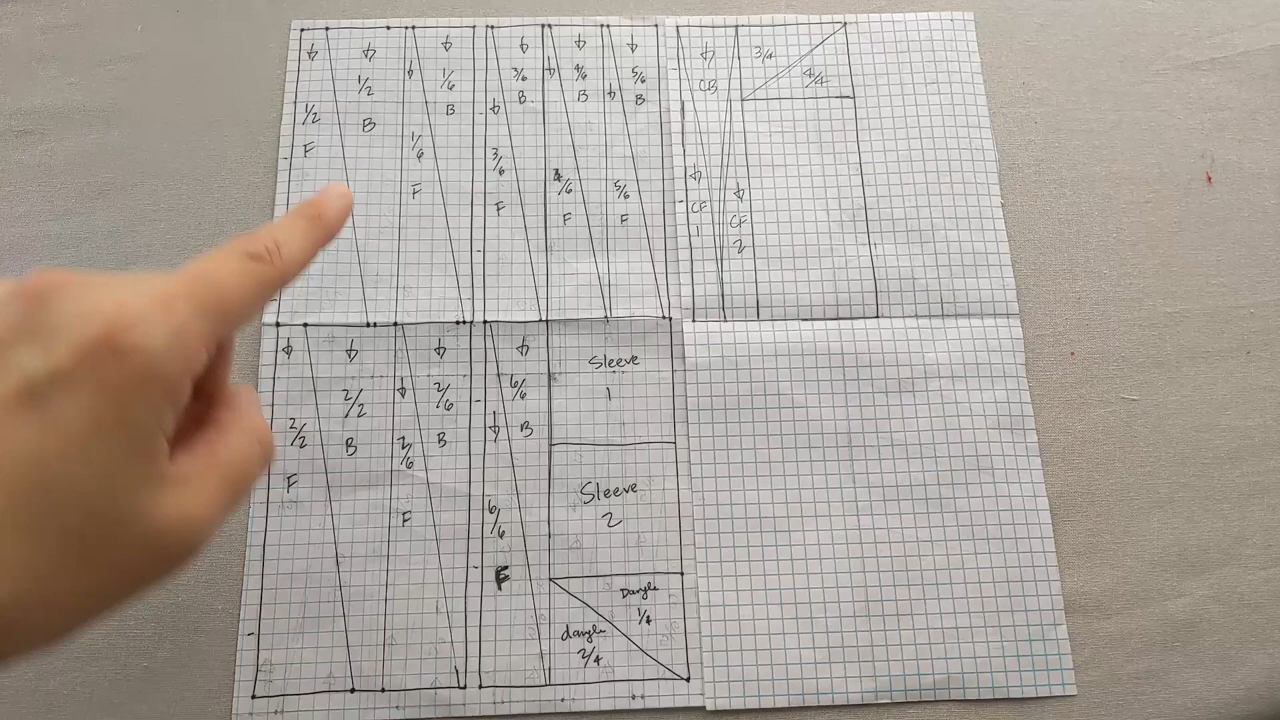 1/2
F
1/2
B
1/6
F
1/6
B
3/6
F
3/6
B
4/6
F
4/6
B
5/6
F
5/6
B
CB
CF
1
CF
2
3/4
4/4
2/2
F
2/2
B
2/6
F
2/6
B
6/6
F
6/6
B
Sleeve
1
Sleeve
2
Dangle
1/4
dangle
2/4